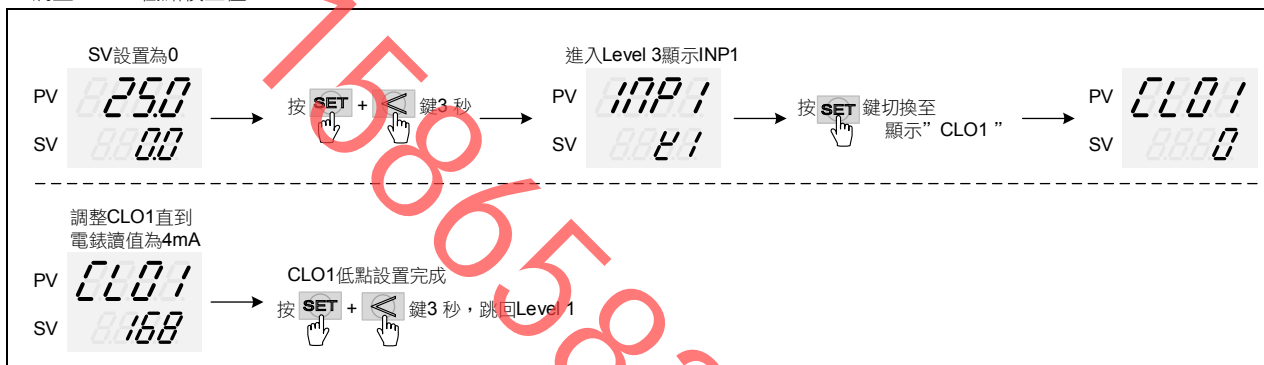 SV設置為0
PV 25.0
SV 0.0
按 SET + < 鍵3 秒
進入Level 3顯示INP1
PV INP1
SV K1
按 SET 鍵切換至
顯示” CLO1 ”
PV CLO1
SV 0
調整CLO1直到
電錶讀值為4mA
PV CLO1
SV 168
CLO1低點設置完成
按 SET + < 鍵3 秒，跳回Level 1